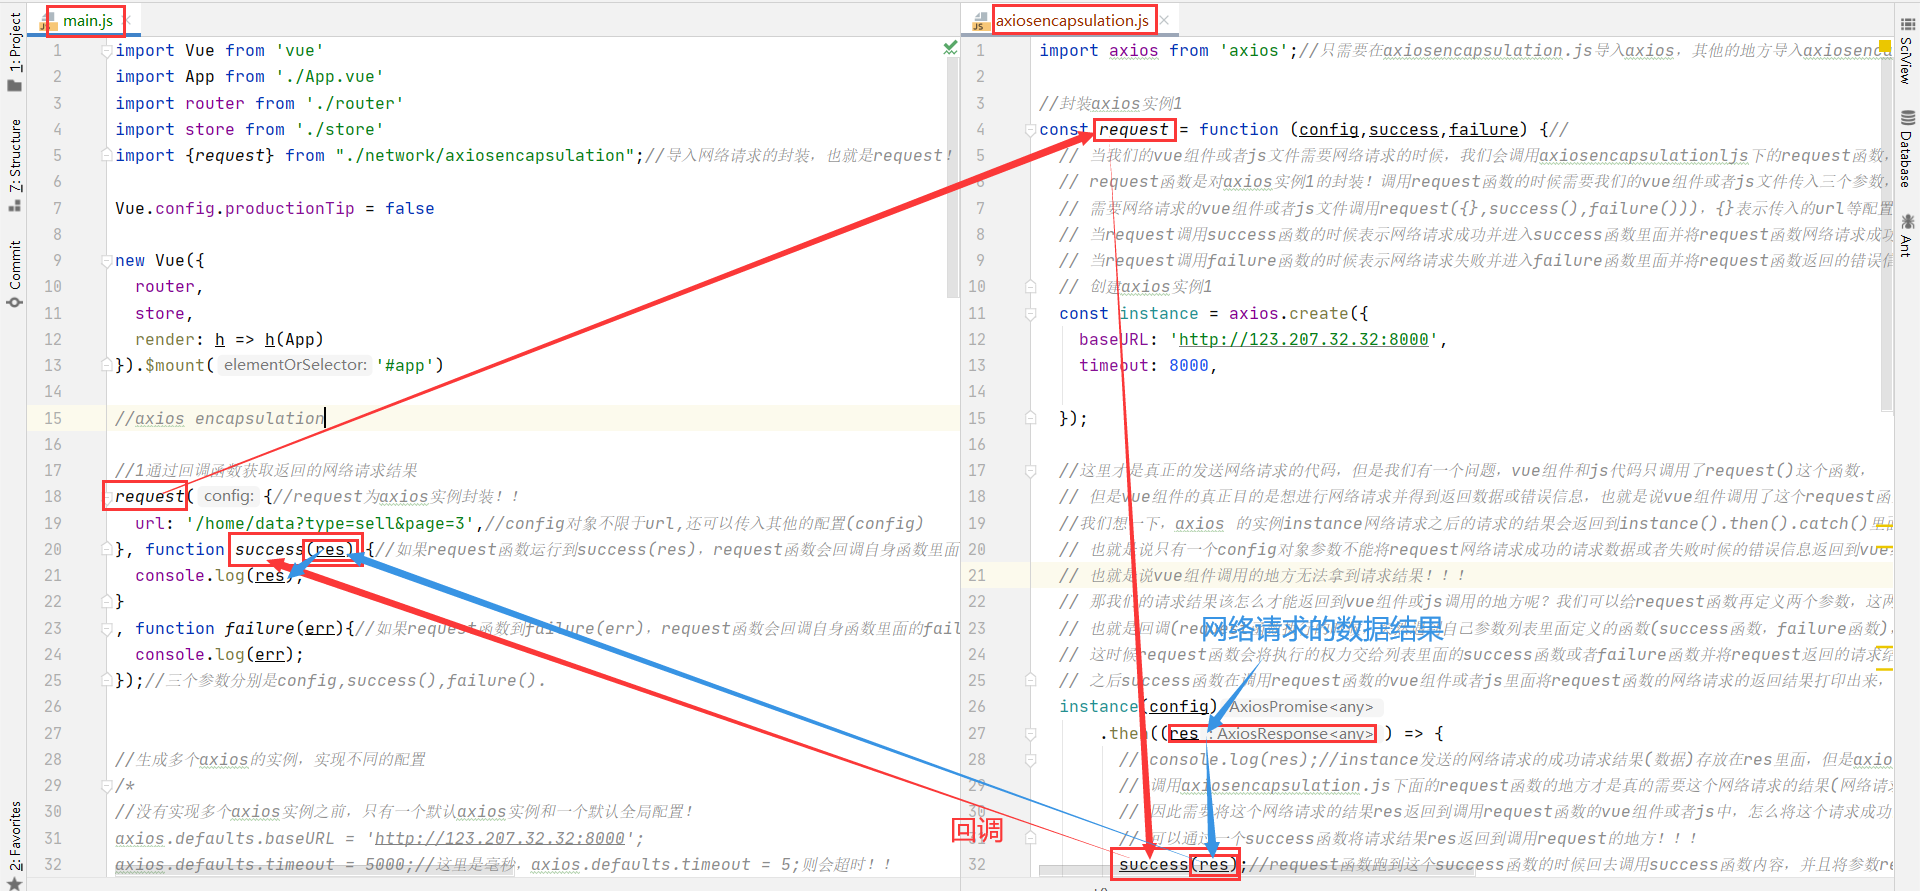 main.js
axiosencapsulation.js
1: Project
7: Structure
Commit
2: Favorites
1 import Vue from 'vue'
2 import App from './App.vue'
3 import router from './router'
4 import store from './store'
5 import {request} from "./network/axiosencapsulation";//导入网络请求的封装，也就是request!
6
7 Vue.config.productionTip = false
8
9 new Vue({
10 router,
11 store,
12 render: h => h(App)
13 }).$mount( elementOrSelector: '#app')
14
15 //axios encapsulation
16
17 //1通过回调函数获取返回的网络请求结果
18 request( config: {//request为axios实例封装！！
19 url: '/home/data?type=sell&page=3',//config对象不限于url,还可以传入其他的配置(config)
20 }, function success(res) {//如果request函数运行到success(res)，request函数会回调自身函数里面
21 console.log(res);
22 }
23 , function failure(err){//如果request函数到failure(err)，request函数会回调自身函数里面的fail
24 console.log(err);
25 });//三个参数分别是config,success(),failure().
26
27
28 //生成多个axios的实例，实现不同的配置
29 /*
30 //没有实现多个axios实例之前，只有一个默认axios实例和一个默认全局配置！
31 axios.defaults.baseURL = 'http://123.207.32.32:8000';
32 axios.defaults.timeout = 5000;//这里是毫秒，axios.defaults.timeout = 5;则会超时！！
1 import axios from 'axios';//只需要在axiosencapsulation.js导入axios，其他的地方导入axiosenca
2
3 //封装axios实例1
4 const request = function (config,success,failure) {//
5 // 当我们的vue组件或者js文件需要网络请求的时候，我们会调用axiosencapsulationljs下的request函数，
6 // request函数是对axios实例1的封装！调用request函数的时候需要我们的vue组件或者js文件传入三个参数，
7 // 需要网络请求的vue组件或者js文件调用request({},success(),failure()))，{}表示传入的url等配置
8 // 当request调用success函数的时候表示网络请求成功并进入success函数里面并将request函数网络请求成功
9 // 当request调用failure函数的时候表示网络请求失败并进入failure函数里面并将request函数返回的错误信
10 // 创建axios实例1
11 const instance = axios.create({
12 baseURL: 'http://123.207.32.32:8000',
13 timeout: 8000,
14
15 });
16
17 //这里才是真正的发送网络请求的代码，但是我们有一个问题，vue组件和js代码只调用了request()这个函数，
18 // 但是vue组件的真正目的是想进行网络请求并得到返回数据或错误信息，也就是说vue组件调用了这个request函
19 //我们想一下，axios 的实例instance网络请求之后的请求的结果会返回到instance().then().catch()里面
20 // 也就是说只有一个config对象参数不能将request网络请求成功的请求数据或者失败时候的错误信息返回到vue
21 // 也就是说vue组件调用的地方无法拿到请求结果！！！
22 // 那我们的请求结果该怎么才能返回到vue组件或js调用的地方呢？我们可以给request函数再定义两个参数，这两
网络请求的数据结果
23 // 也就是回调(request 自己参数列表里面定义的函数(success函数，failure函数)，
24 // 这时候request函数会将执行的权力交给列表里面的success函数或者failure函数并将request返回的请求结
25 // 之后success函数在调用request函数的vue组件或者js里面将request函数的网络请求的返回结果打印出来，
26 instance(config) AxiosPromise<any>
27 .then((res : AxiosResponse<any> ) => {
28 // console.log(res);//instance发送的网络请求的成功请求结果(数据)存放在res里面，但是axio
29 // 调用axiosencapsulation.js下面的request函数的地方才是真的需要这个网络请求的结果(网络请求
30 // 因此需要将这个网络请求的结果res返回到调用request函数的vue组件或者js中，怎么将这个请求成功
回调
// 可以通过一个success函数将请求结果res返回到调用request的地方！！！
32 success(res);//request函数跑到这个success函数的时候回去调用success函数内容，并且将参数re
SciView
Database
Ant